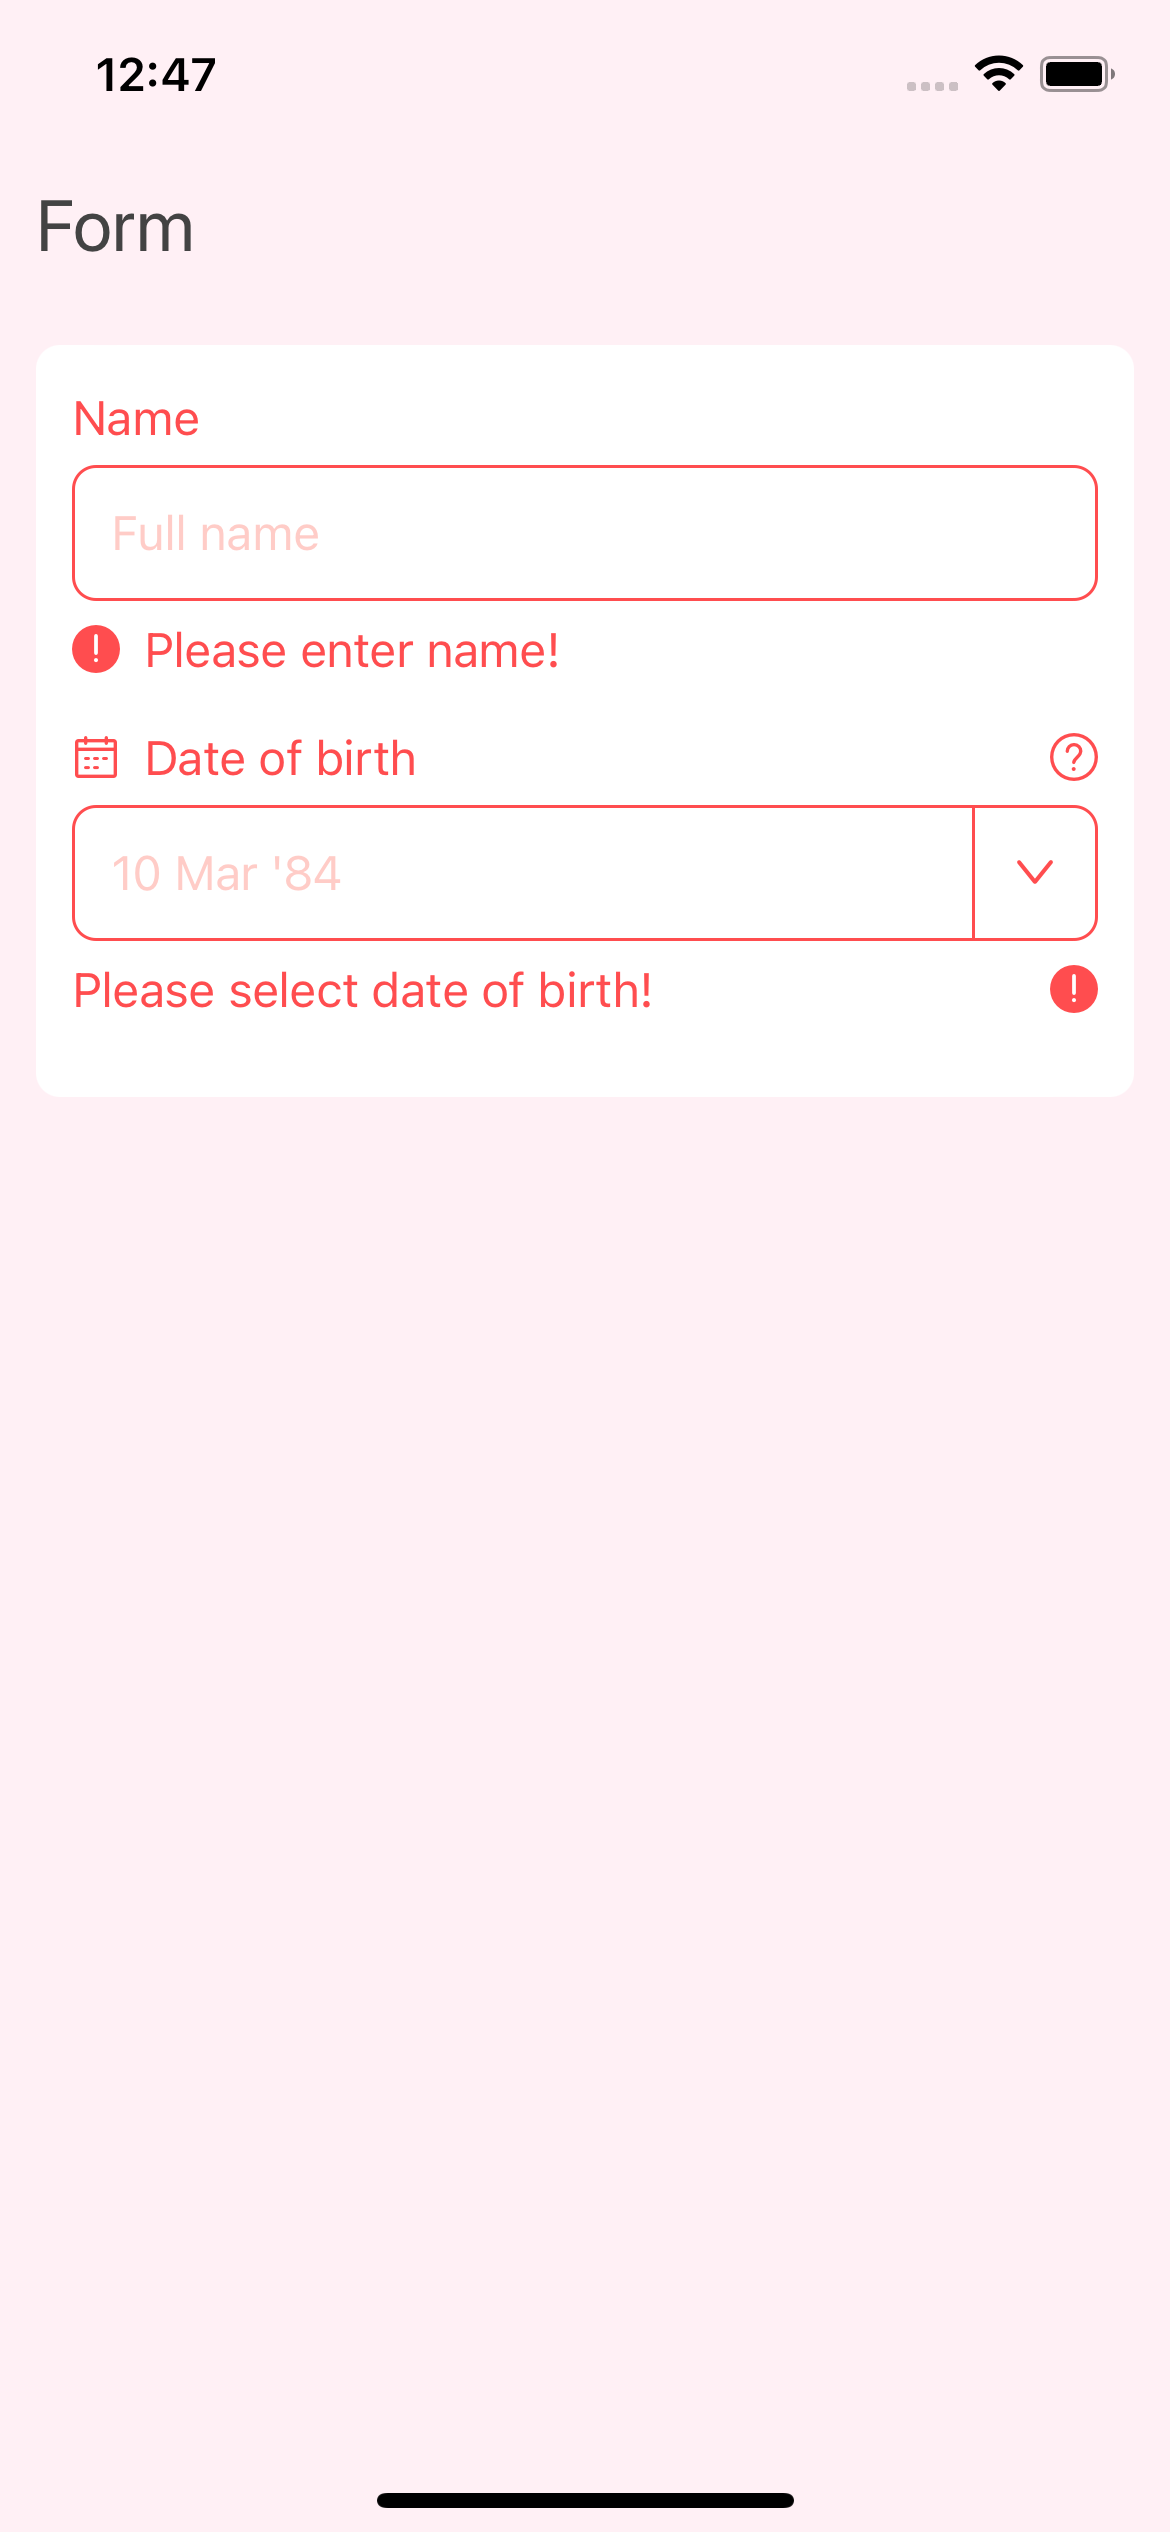 12:47
Form
Name
Full name
Please enter name!
Date of birth
10 Mar '84
Please select date of birth!